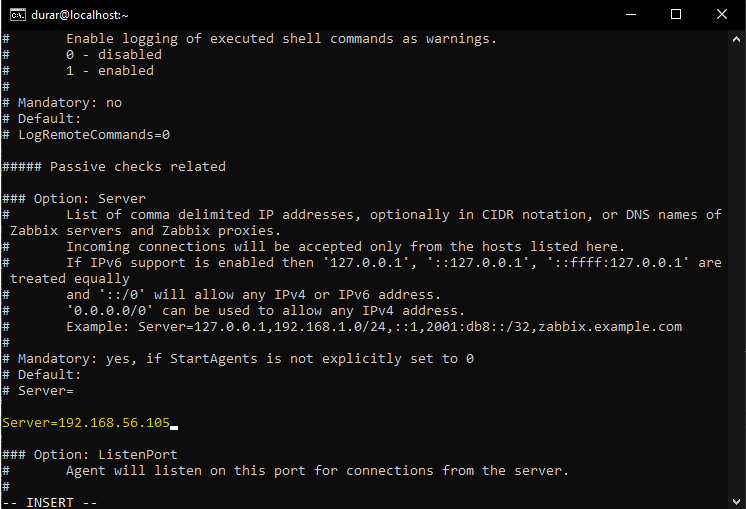 durar@localhost:~
#       Enable logging of executed shell commands as warnings.
#       0 - disabled
#       1 - enabled
#
# Mandatory: no
# Default:
# LogRemoteCommands=0
##### Passive checks related
### Option: Server
#       List of comma delimited IP addresses, optionally in CIDR notation, or DNS names of
 Zabbix servers and Zabbix proxies.
#       Incoming connections will be accepted only from the hosts listed here.
#       If IPv6 support is enabled then '127.0.0.1', '::127.0.0.1', '::ffff:127.0.0.1' are
 treated equally
#       and '::/0' will allow any IPv4 or IPv6 address.
#       '0.0.0.0/0' can be used to allow any IPv4 address.
#       Example: Server=127.0.0.1,192.168.1.0/24,::1,2001:db8::/32,zabbix.example.com
#
# Mandatory: yes, if StartAgents is not explicitly set to 0
# Default:
# Server=
Server=192.168.56.105
### Option: ListenPort
#       Agent will listen on this port for connections from the server.
#
-- INSERT --